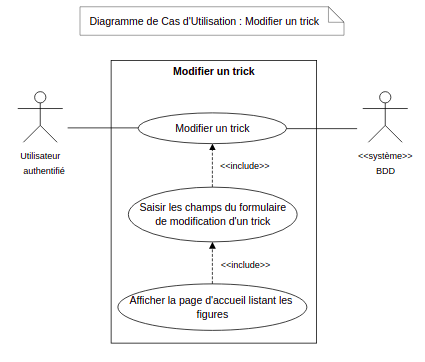 Diagramme de Cas d'Utilisation : Modifier un trick
Modifier un trick
Modifier un trick
Utilisateur
authentifié
<<système>>
BDD
<<include>>
Saisir les champs du formulaire
de modification d'un trick
<<include>>
Afficher la page d'accueil listant les
figures